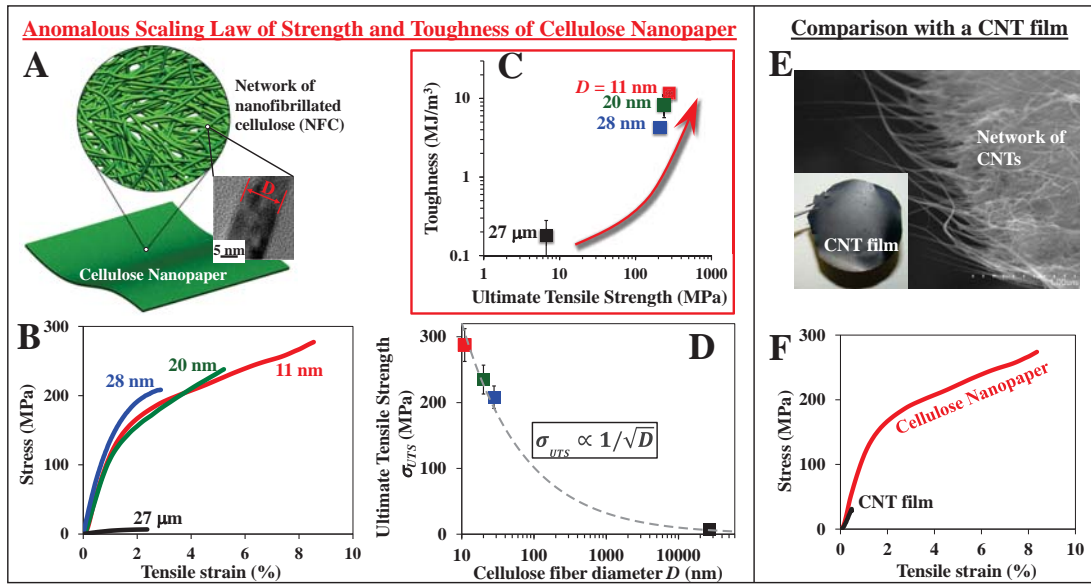 Anomalous Scaling Law of Strength and Toughness of Cellulose Nanopaper
Comparison with a CNT film
A
Network of
nanofibrillated
cellulose (NFC)
D
5 nm
Cellulose Nanopaper
C
Toughness (MJ/m³)
100
10
1
0.1
D = 11 nm
20 nm
28 nm
27 μm
1
10
100
1000
Ultimate Tensile Strength (MPa)
E
Network of
CNTs
CNT film
B
Stress (MPa)
300
200
100
0
28 nm
20 nm
11 nm
27 μm
0
2
4
6
8
10
Tensile strain (%)
D
Ultimate Tensile Strength
σUTS (MPa)
300
200
100
0
σUTS ∝ 1/√D
10
100
1000
10000
Cellulose fiber diameter D (nm)
F
Stress (MPa)
300
200
100
0
Cellulose Nanopaper
CNT film
0
2
4
6
8
10
Tensile strain (%)